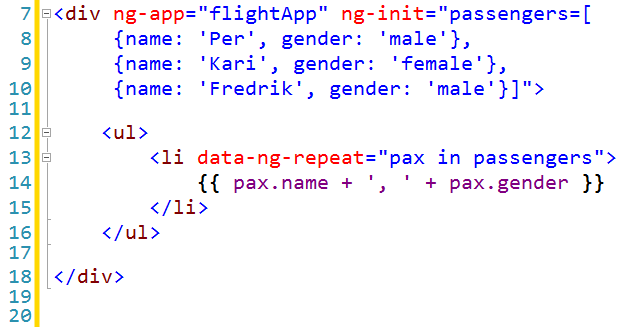 7 <div ng-app="flightApp" ng-init="passengers=[
8 {name: 'Per', gender: 'male'},
9 {name: 'Kari', gender: 'female'},
10 {name: 'Fredrik', gender: 'male'}]">
11
12 <ul>
13 <li data-ng-repeat="pax in passengers">
14 {{ pax.name + ', ' + pax.gender }}
15 </li>
16 </ul>
17
18 </div>
19
20